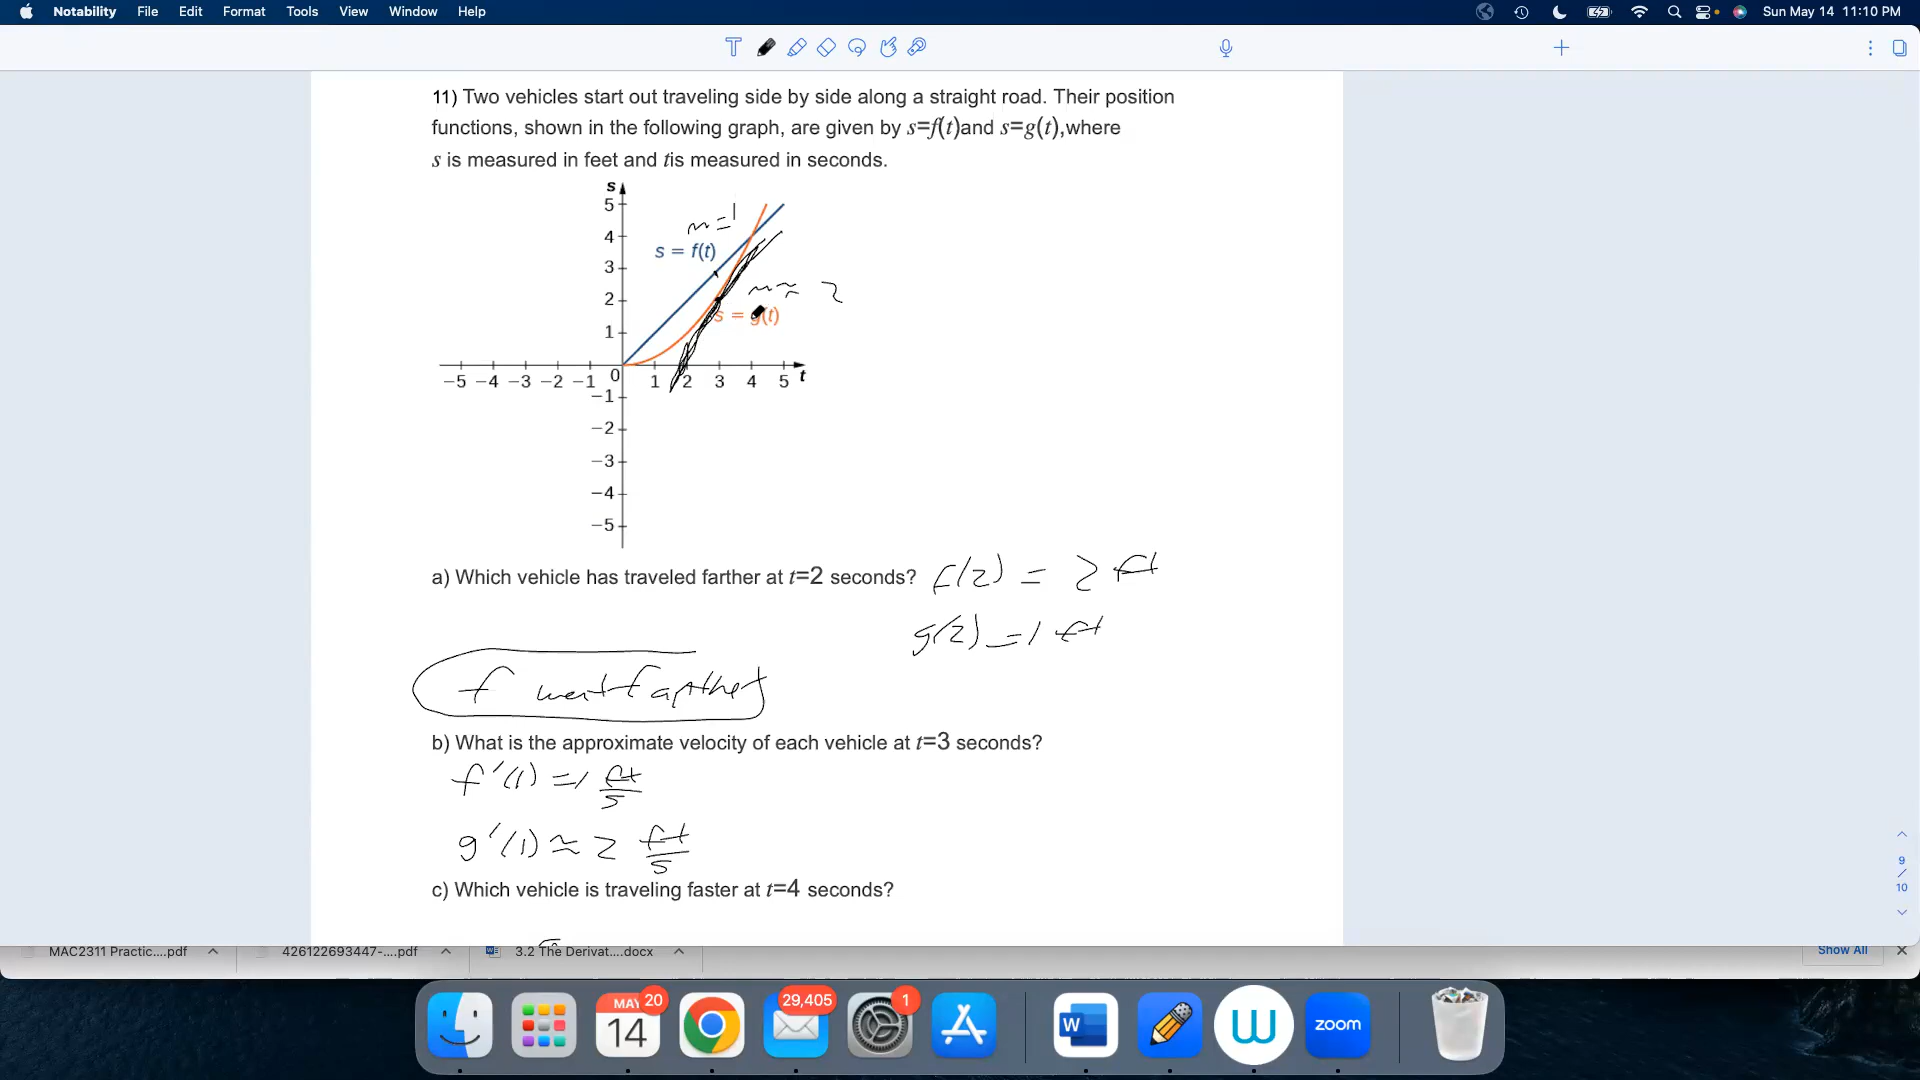 Notability File Edit Format Tools View Window Help Sun May 14 11:10 PM
11) Two vehicles start out traveling side by side along a straight road. Their position
functions, shown in the following graph, are given by s=f(t)and s=g(t),where
s is measured in feet and tis measured in seconds.
s
5
4
3
2
1
m=1
s = f(t)
m≈ 2
s = g(t)
−5 −4 −3 −2 −1 0 1 2 3 4 5 t
−1
−2
−3
−4
−5
a) Which vehicle has traveled farther at t=2 seconds? f(2) = 2 ft
g(2) = 1 ft
f went farther
b) What is the approximate velocity of each vehicle at t=3 seconds?
f'(1) = 1 ft/s
g'(1) ≈ 2 ft/s
c) Which vehicle is traveling faster at t=4 seconds?
9
/
10
MAC2311 Practic....pdf 426122693447-....pdf 3.2 The Derivat....docx Show All
MAY 20 29,405 1
14 W zoom